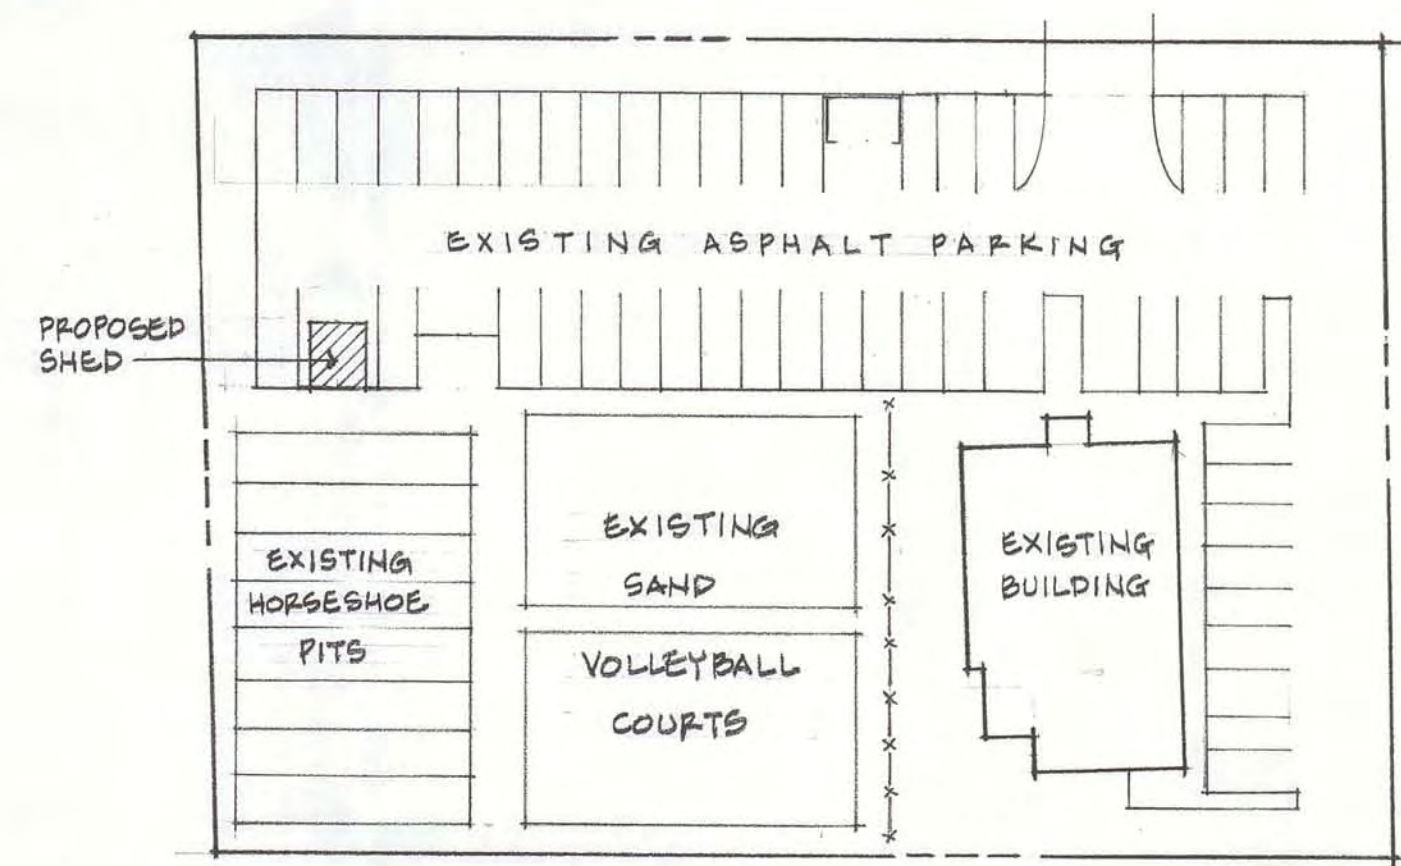 EXISTING ASPHALT PARKING
PROPOSED
SHED
EXISTING
HORSESHOE
PITS
EXISTING
SAND
VOLLEYBALL
COURTS
EXISTING
BUILDING